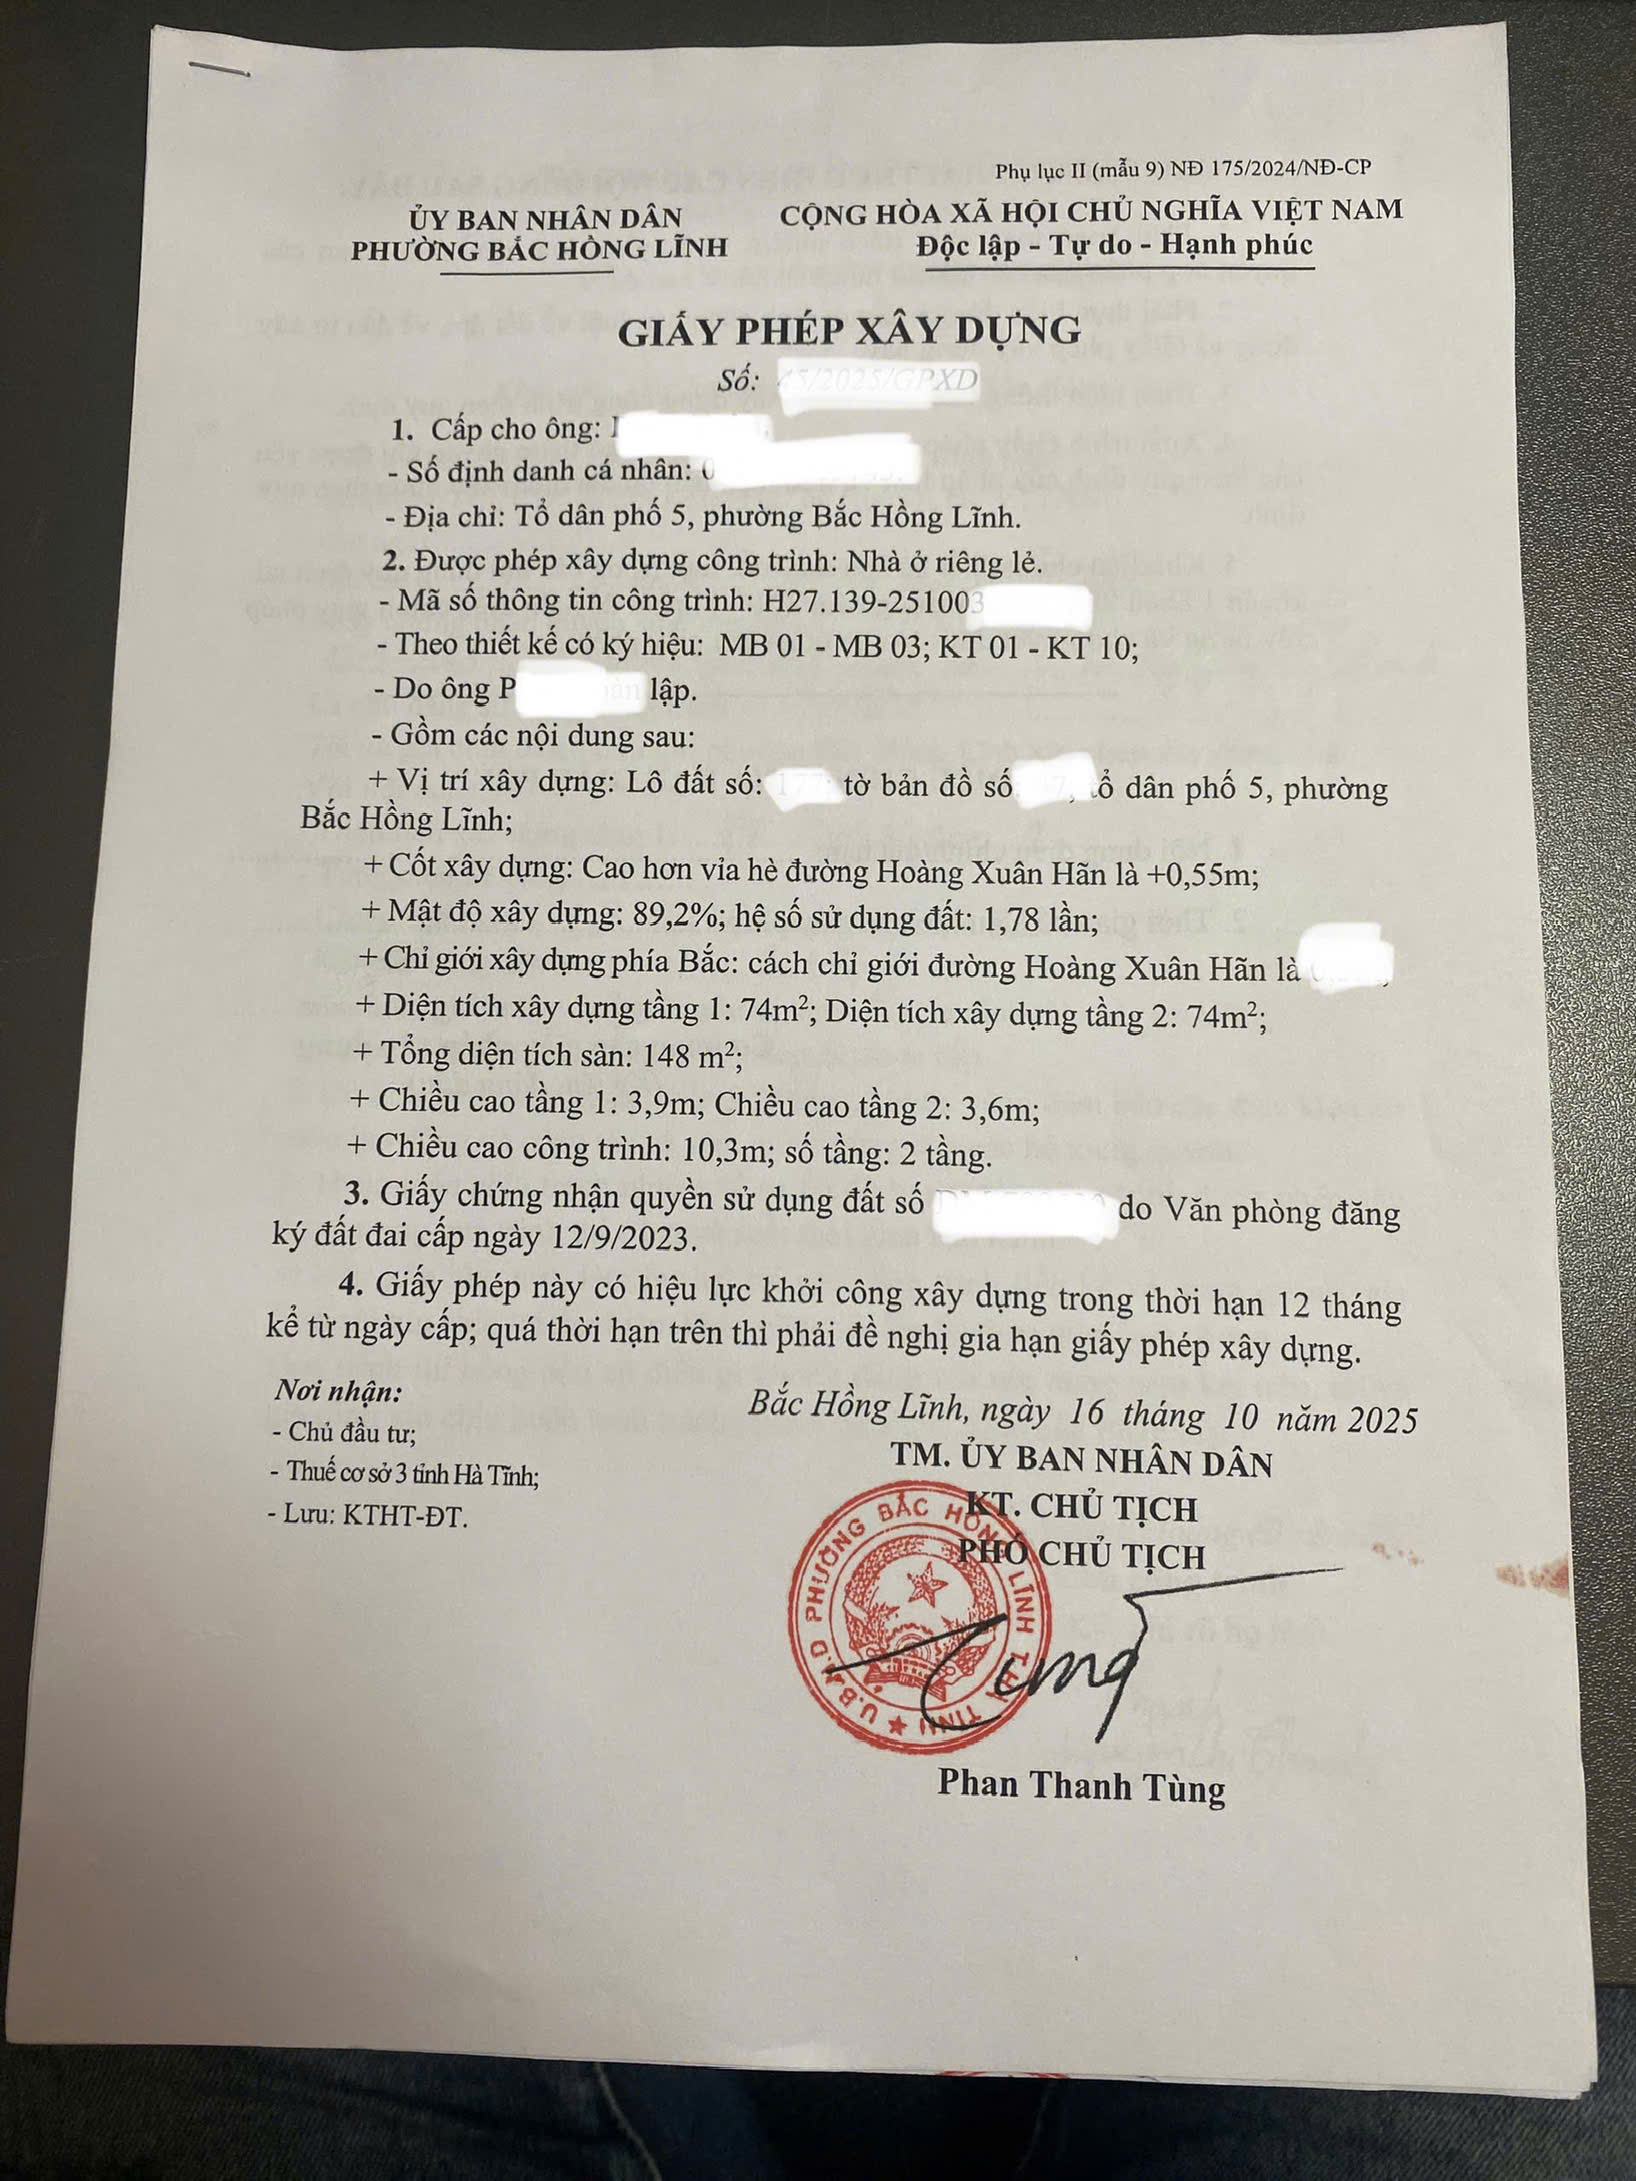 Phụ lục II (mẫu 9) NĐ 175/2024/NĐ-CP
ỦY BAN NHÂN DÂN
PHƯỜNG BẮC HỒNG LĨNH
CỘNG HÒA XÃ HỘI CHỦ NGHĨA VIỆT NAM
Độc lập - Tự do - Hạnh phúc
GIẤY PHÉP XÂY DỰNG
Số: 45/2025/GPXD
1. Cấp cho ông:
- Số định danh cá nhân: 0
- Địa chỉ: Tổ dân phố 5, phường Bắc Hồng Lĩnh.
2. Được phép xây dựng công trình: Nhà ở riêng lẻ.
- Mã số thông tin công trình: H27.139-251003
- Theo thiết kế có ký hiệu: MB 01 - MB 03; KT 01 - KT 10;
- Do ông P lập.
- Gồm các nội dung sau:
+ Vị trí xây dựng: Lô đất số: 177; tờ bản đồ số 7, tổ dân phố 5, phường
Bắc Hồng Lĩnh;
+ Cốt xây dựng: Cao hơn vỉa hè đường Hoàng Xuân Hãn là +0,55m;
+ Mật độ xây dựng: 89,2%; hệ số sử dụng đất: 1,78 lần;
+ Chỉ giới xây dựng phía Bắc: cách chỉ giới đường Hoàng Xuân Hãn là
+ Diện tích xây dựng tầng 1: 74m²; Diện tích xây dựng tầng 2: 74m²;
+ Tổng diện tích sàn: 148 m²;
+ Chiều cao tầng 1: 3,9m; Chiều cao tầng 2: 3,6m;
+ Chiều cao công trình: 10,3m; số tầng: 2 tầng.
3. Giấy chứng nhận quyền sử dụng đất số do Văn phòng đăng
ký đất đai cấp ngày 12/9/2023.
4. Giấy phép này có hiệu lực khởi công xây dựng trong thời hạn 12 tháng
kể từ ngày cấp; quá thời hạn trên thì phải đề nghị gia hạn giấy phép xây dựng.
Nơi nhận:
- Chủ đầu tư;
- Thuế cơ sở 3 tỉnh Hà Tĩnh;
- Lưu: KTHT-ĐT.
Bắc Hồng Lĩnh, ngày 16 tháng 10 năm 2025
TM. ỦY BAN NHÂN DÂN
KT. CHỦ TỊCH
PHÓ CHỦ TỊCH
U.B.N.D PHƯỜNG BẮC HỒNG LĨNH T.HÀ TĨNH
Tùng
Phan Thanh Tùng